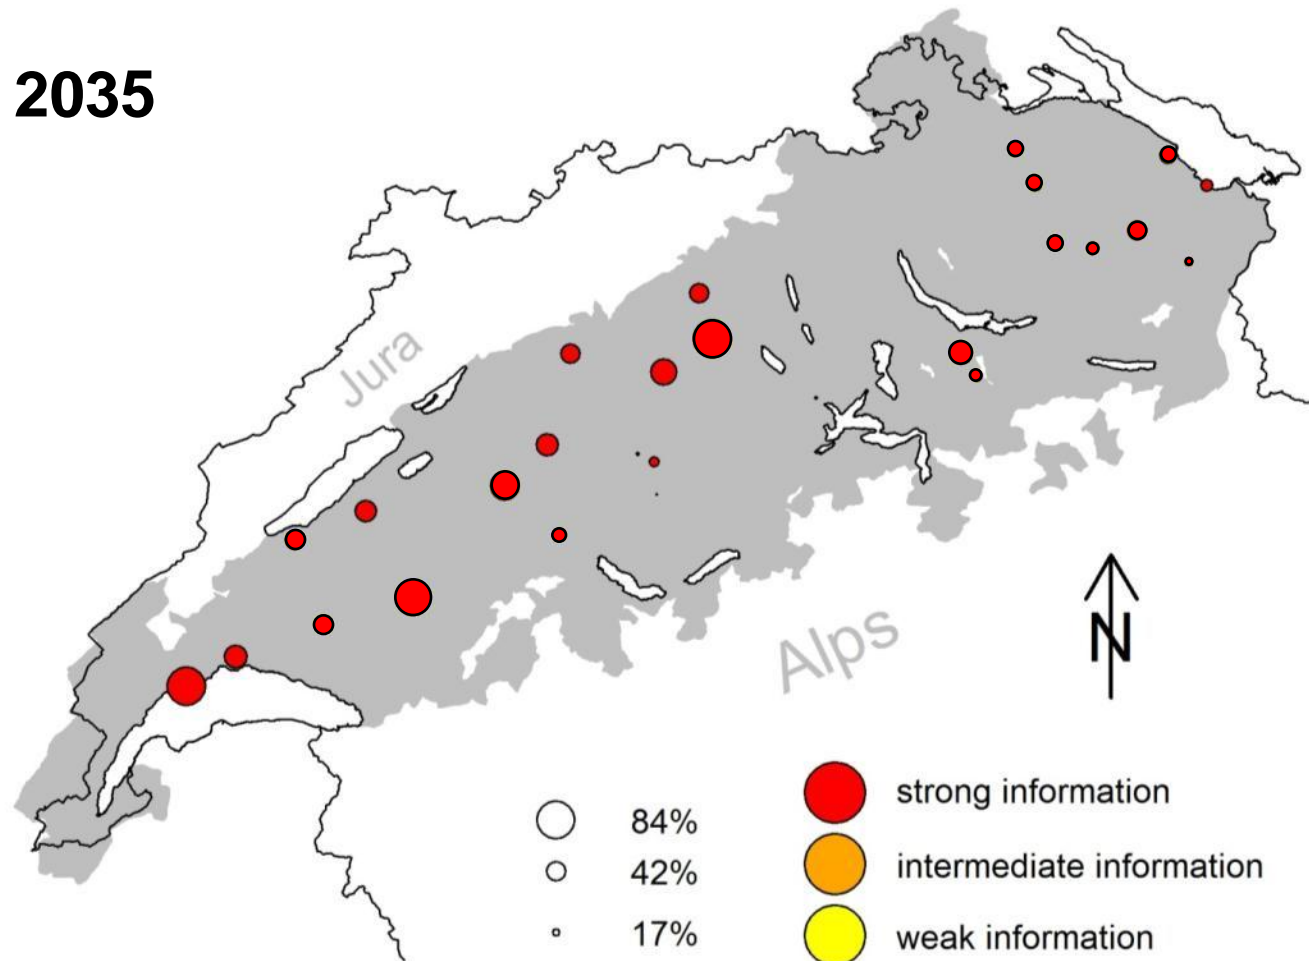 2035
Jura
Alps
N
84%
42%
17%
strong information
intermediate information
weak information